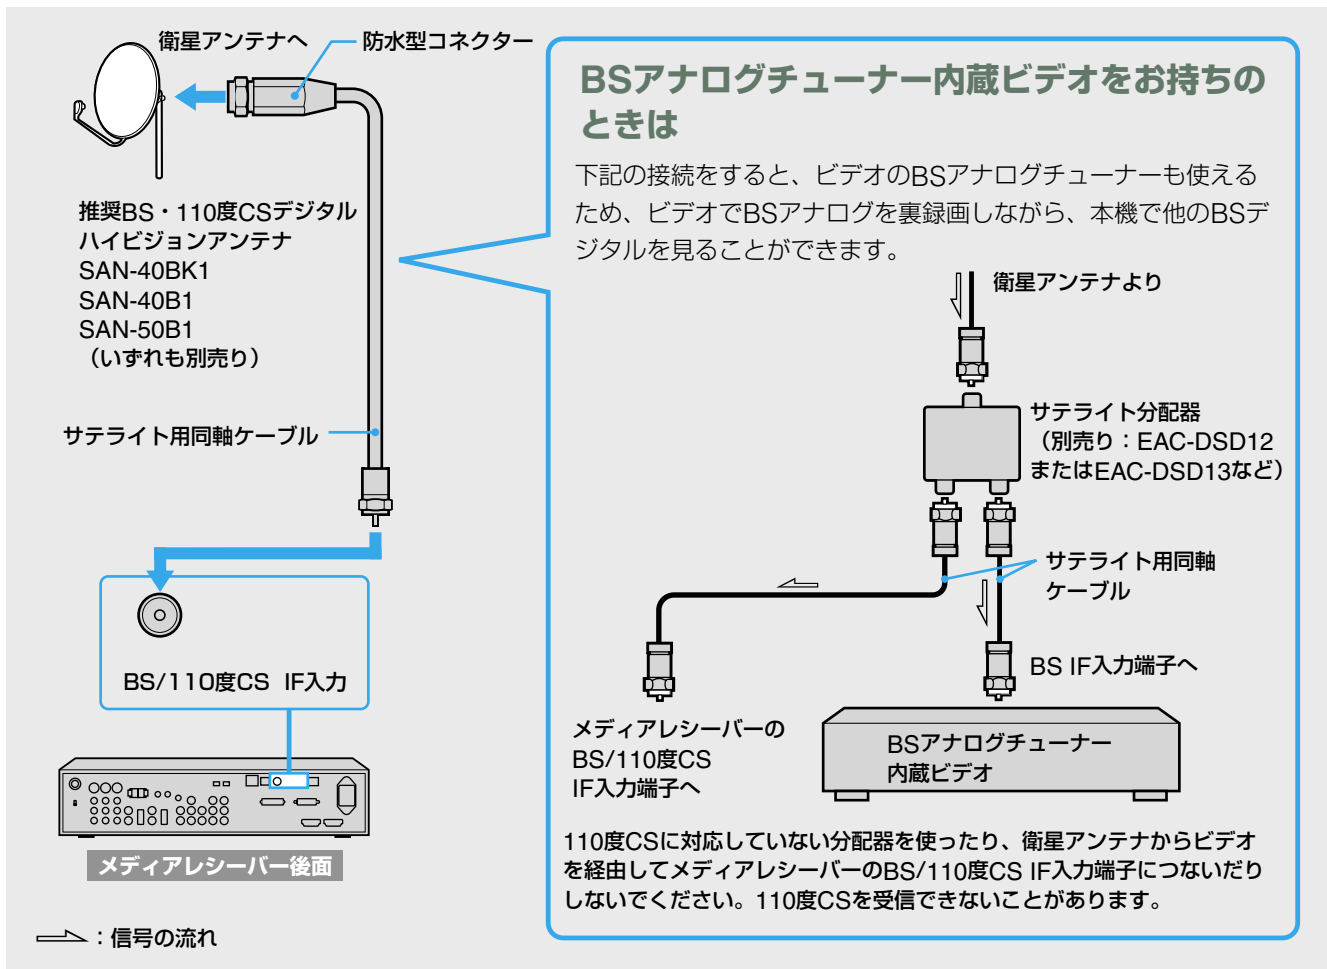 衛星アンテナへ
防水型コネクター
推奨BS・110度CSデジタル
ハイビジョンアンテナ
SAN-40BK1
SAN-40B1
SAN-50B1
（いずれも別売り）
サテライト用同軸ケーブル
BS/110度CS IF入力
メディアレシーバー後面
：信号の流れ
BSアナログチューナー内蔵ビデオをお持ちの
ときは
下記の接続をすると、ビデオのBSアナログチューナーも使える
ため、ビデオでBSアナログを裏録画しながら、本機で他のBSデ
ジタルを見ることができます。
衛星アンテナより
サテライト分配器
（別売り：EAC-DSD12
またはEAC-DSD13など）
サテライト用同軸
ケーブル
BS IF入力端子へ
メディアレシーバーの
BS/110度CS
IF入力端子へ
BSアナログチューナー
内蔵ビデオ
110度CSに対応していない分配器を使ったり、衛星アンテナからビデオ
を経由してメディアレシーバーのBS/110度CS IF入力端子につないだり
しないでください。110度CSを受信できないことがあります。